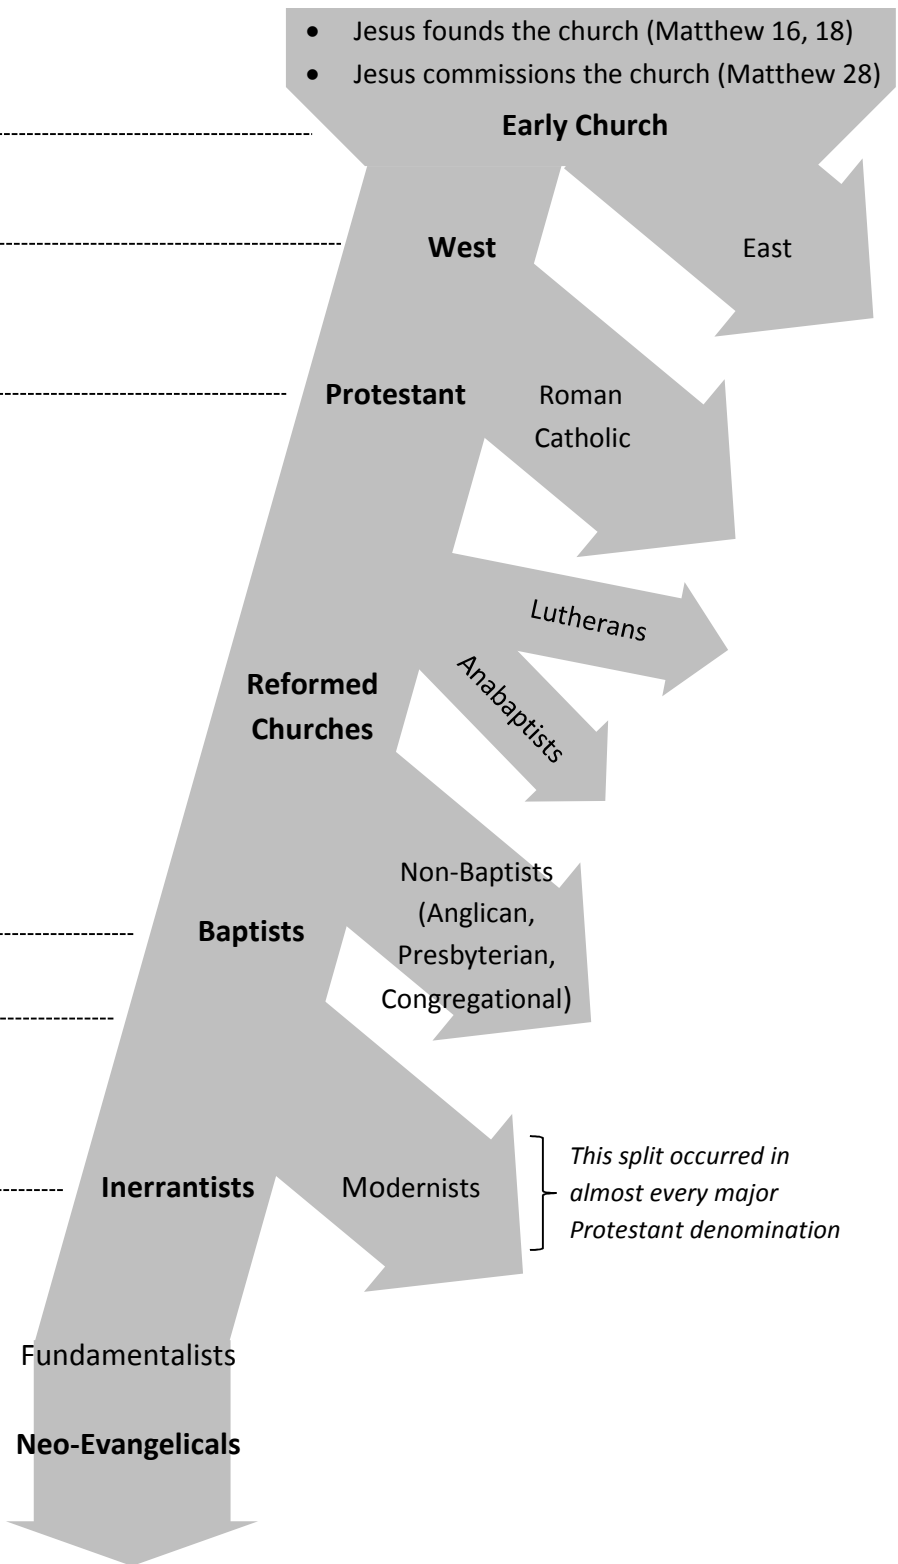 • Jesus founds the church (Matthew 16, 18)
• Jesus commissions the church (Matthew 28)
Early Church
West
East
Protestant
Roman
Catholic
Lutherans
Anabaptists
Reformed
Churches
Non-Baptists
(Anglican,
Presbyterian,
Congregational)
Baptists
Inerrantists
Modernists
This split occurred in
almost every major
Protestant denomination
Fundamentalists
Neo-Evangelicals